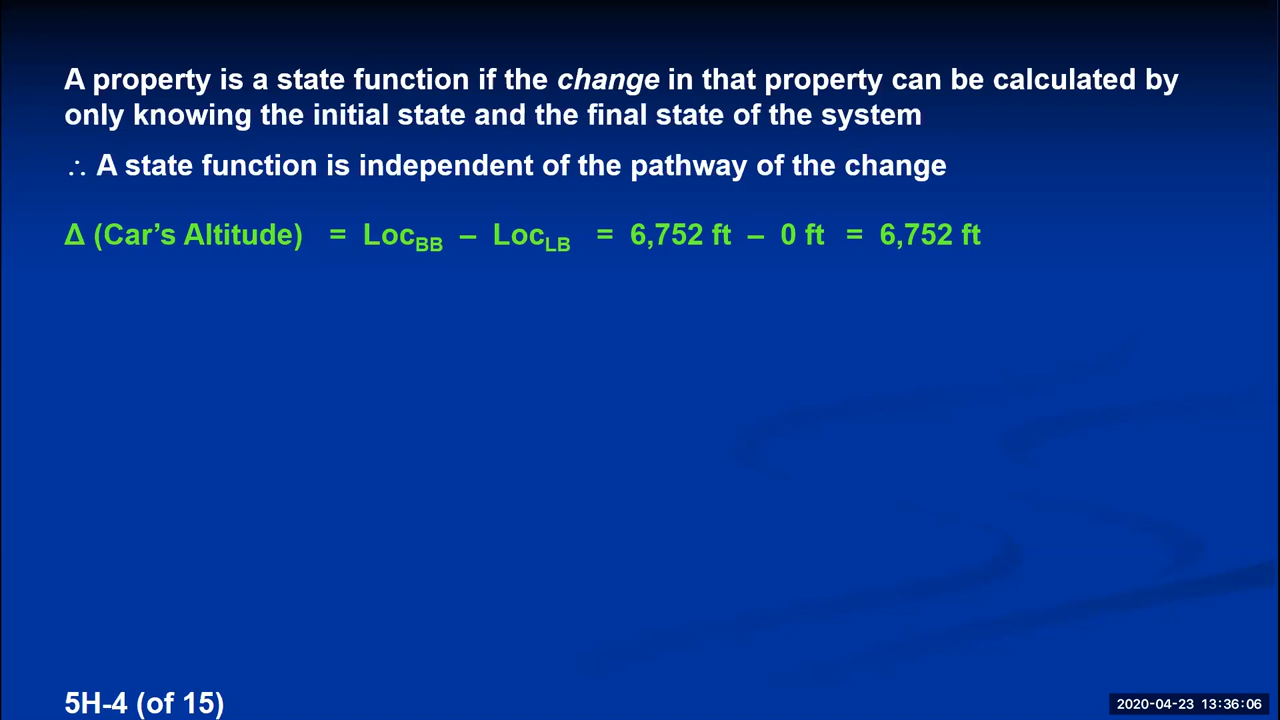 A property is a state function if the change in that property can be calculated by
only knowing the initial state and the final state of the system
∴ A state function is independent of the pathway of the change
Δ (Car’s Altitude) = LocBB – LocLB = 6,752 ft – 0 ft = 6,752 ft
5H-4 (of 15)
2020-04-23 13:36:06